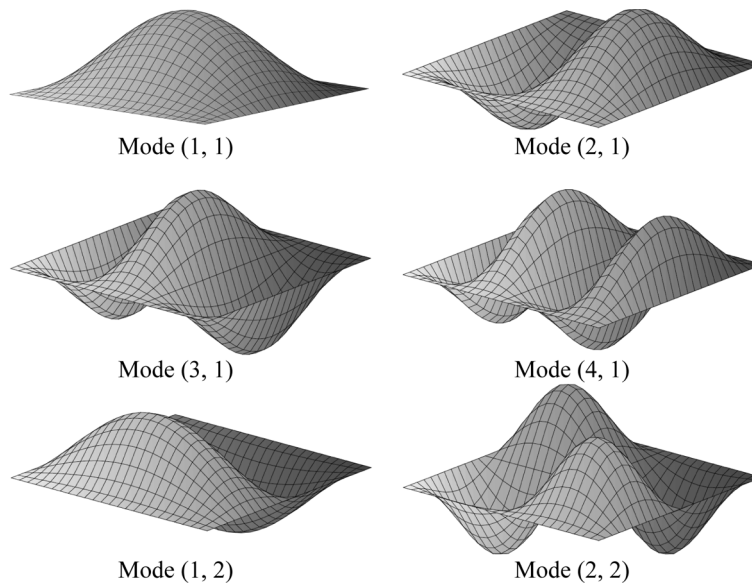 Mode (1, 1)
Mode (2, 1)
Mode (3, 1)
Mode (4, 1)
Mode (1, 2)
Mode (2, 2)